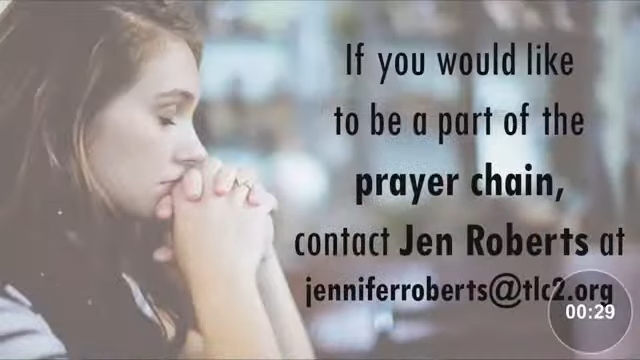 If you would like
to be a part of the
prayer chain,
contact Jen Roberts at
jenniferroberts@tlc2.org
00:29